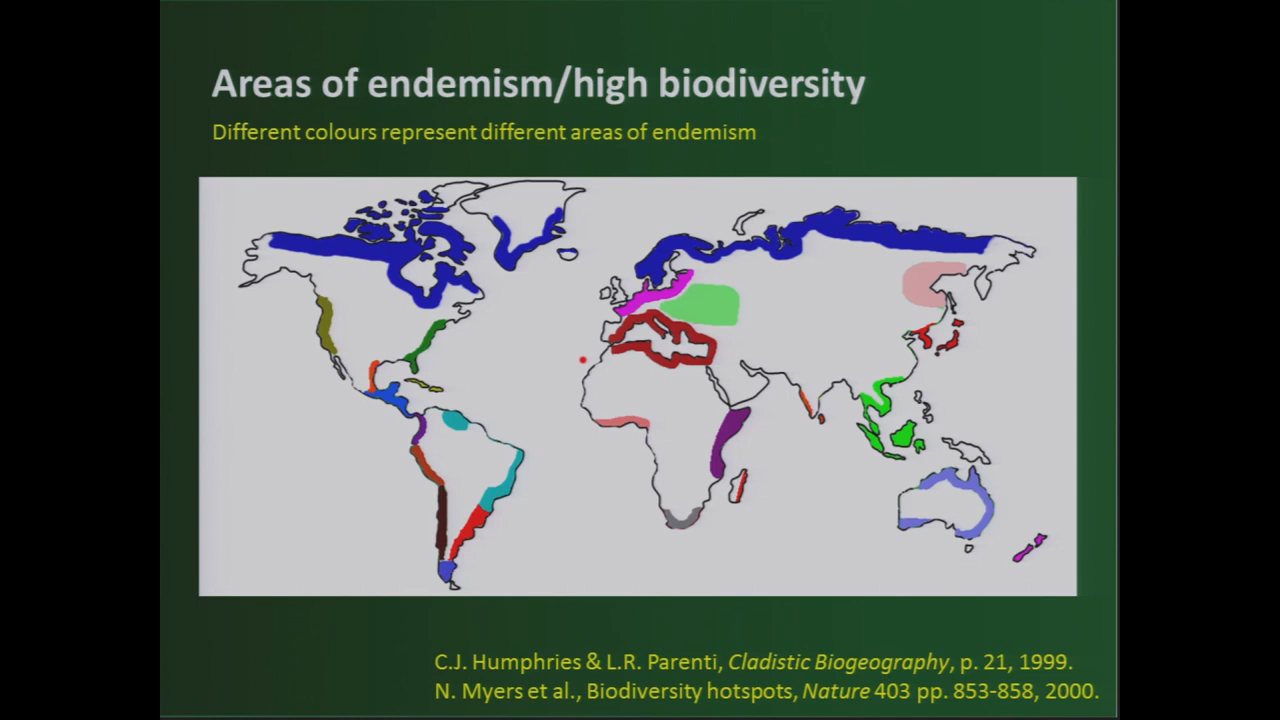 Areas of endemism/high biodiversity
Different colours represent different areas of endemism
C.J. Humphries & L.R. Parenti, Cladistic Biogeography, p. 21, 1999.
N. Myers et al., Biodiversity hotspots, Nature 403 pp. 853-858, 2000.